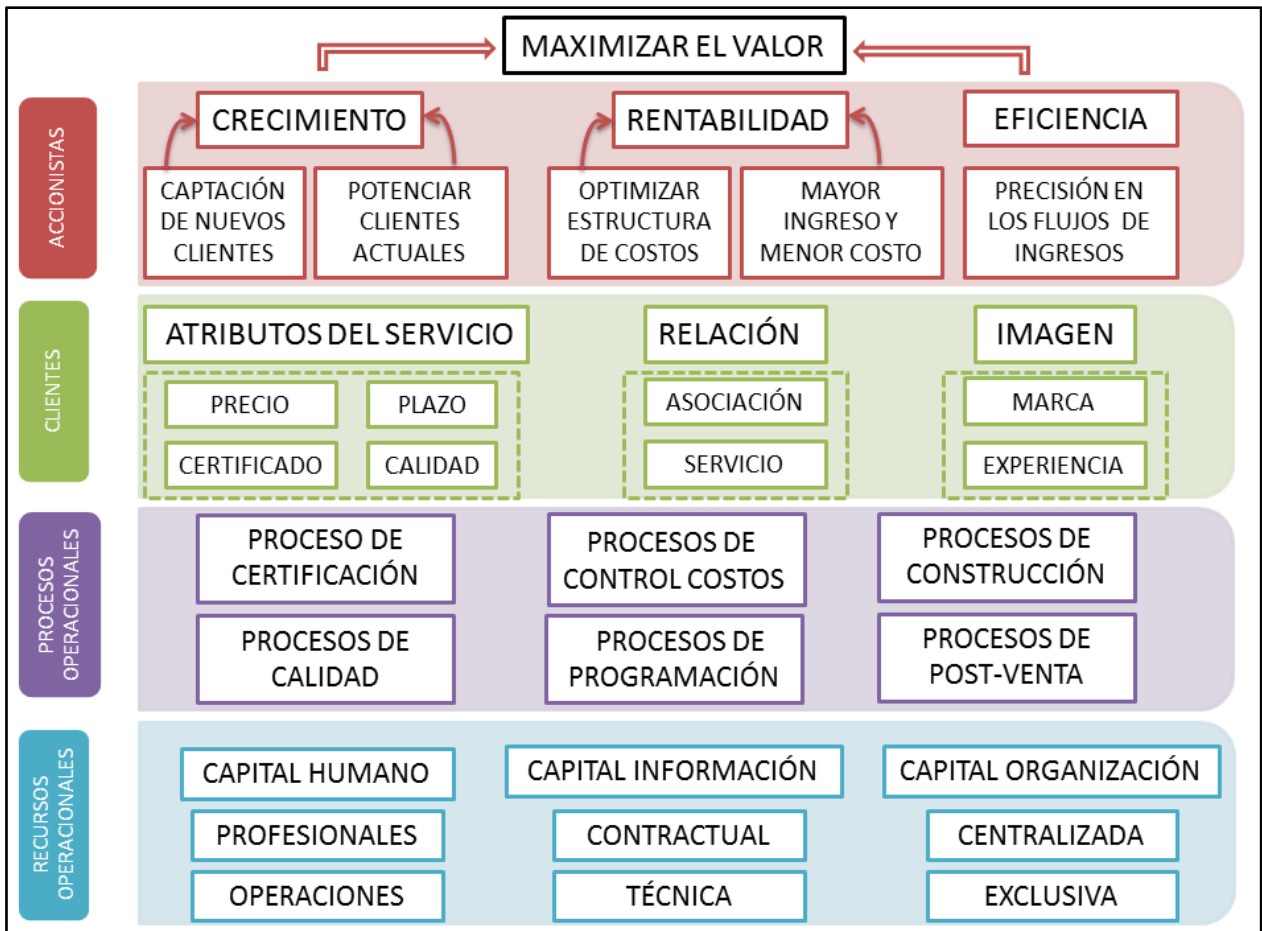 MAXIMIZAR EL VALOR
ACCIONISTAS
CRECIMIENTO
RENTABILIDAD
EFICIENCIA
CAPTACIÓN
DE NUEVOS
CLIENTES
POTENCIAR
CLIENTES
ACTUALES
OPTIMIZAR
ESTRUCTURA
DE COSTOS
MAYOR
INGRESO Y
MENOR COSTO
PRECISIÓN EN
LOS FLUJOS DE
INGRESOS
CLIENTES
ATRIBUTOS DEL SERVICIO
RELACIÓN
IMAGEN
PRECIO
PLAZO
ASOCIACIÓN
MARCA
CERTIFICADO
CALIDAD
SERVICIO
EXPERIENCIA
PROCESOS
OPERACIONALES
PROCESO DE
CERTIFICACIÓN
PROCESOS DE
CONTROL COSTOS
PROCESOS DE
CONSTRUCCIÓN
PROCESOS DE
CALIDAD
PROCESOS DE
PROGRAMACIÓN
PROCESOS DE
POST-VENTA
RECURSOS
OPERACIONALES
CAPITAL HUMANO
CAPITAL INFORMACIÓN
CAPITAL ORGANIZACIÓN
PROFESIONALES
CONTRACTUAL
CENTRALIZADA
OPERACIONES
TÉCNICA
EXCLUSIVA